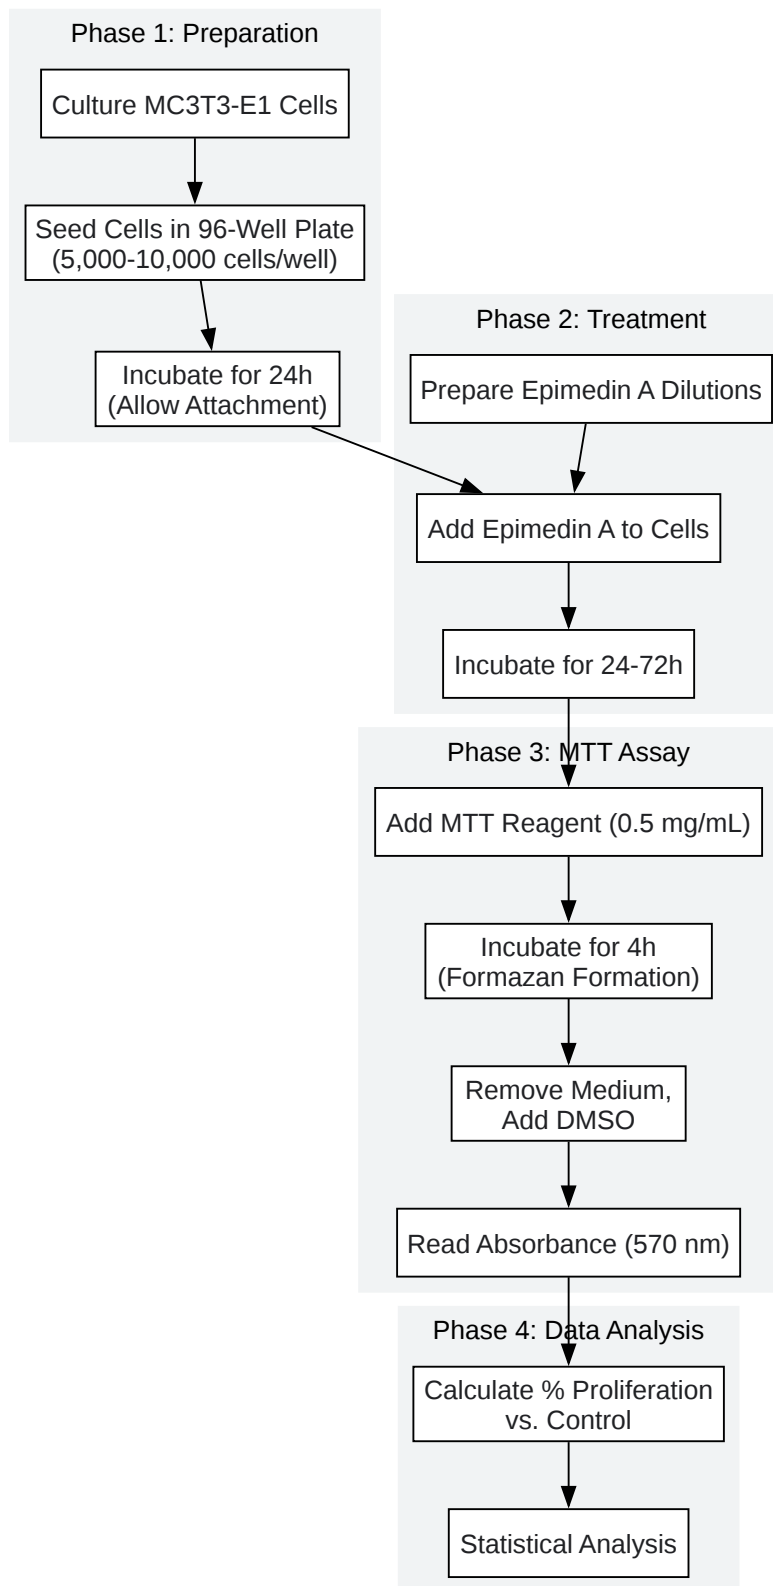 Phase 1: Preparation
Culture MC3T3-E1 Cells
Seed Cells in 96-Well Plate
(5,000-10,000 cells/well)
Incubate for 24h
(Allow Attachment)
Phase 2: Treatment
Prepare Epimedin A Dilutions
Add Epimedin A to Cells
Incubate for 24-72h
Phase 3: MTT Assay
Add MTT Reagent (0.5 mg/mL)
Incubate for 4h
(Formazan Formation)
Remove Medium,
Add DMSO
Read Absorbance (570 nm)
Phase 4: Data Analysis
Calculate % Proliferation
vs. Control
Statistical Analysis